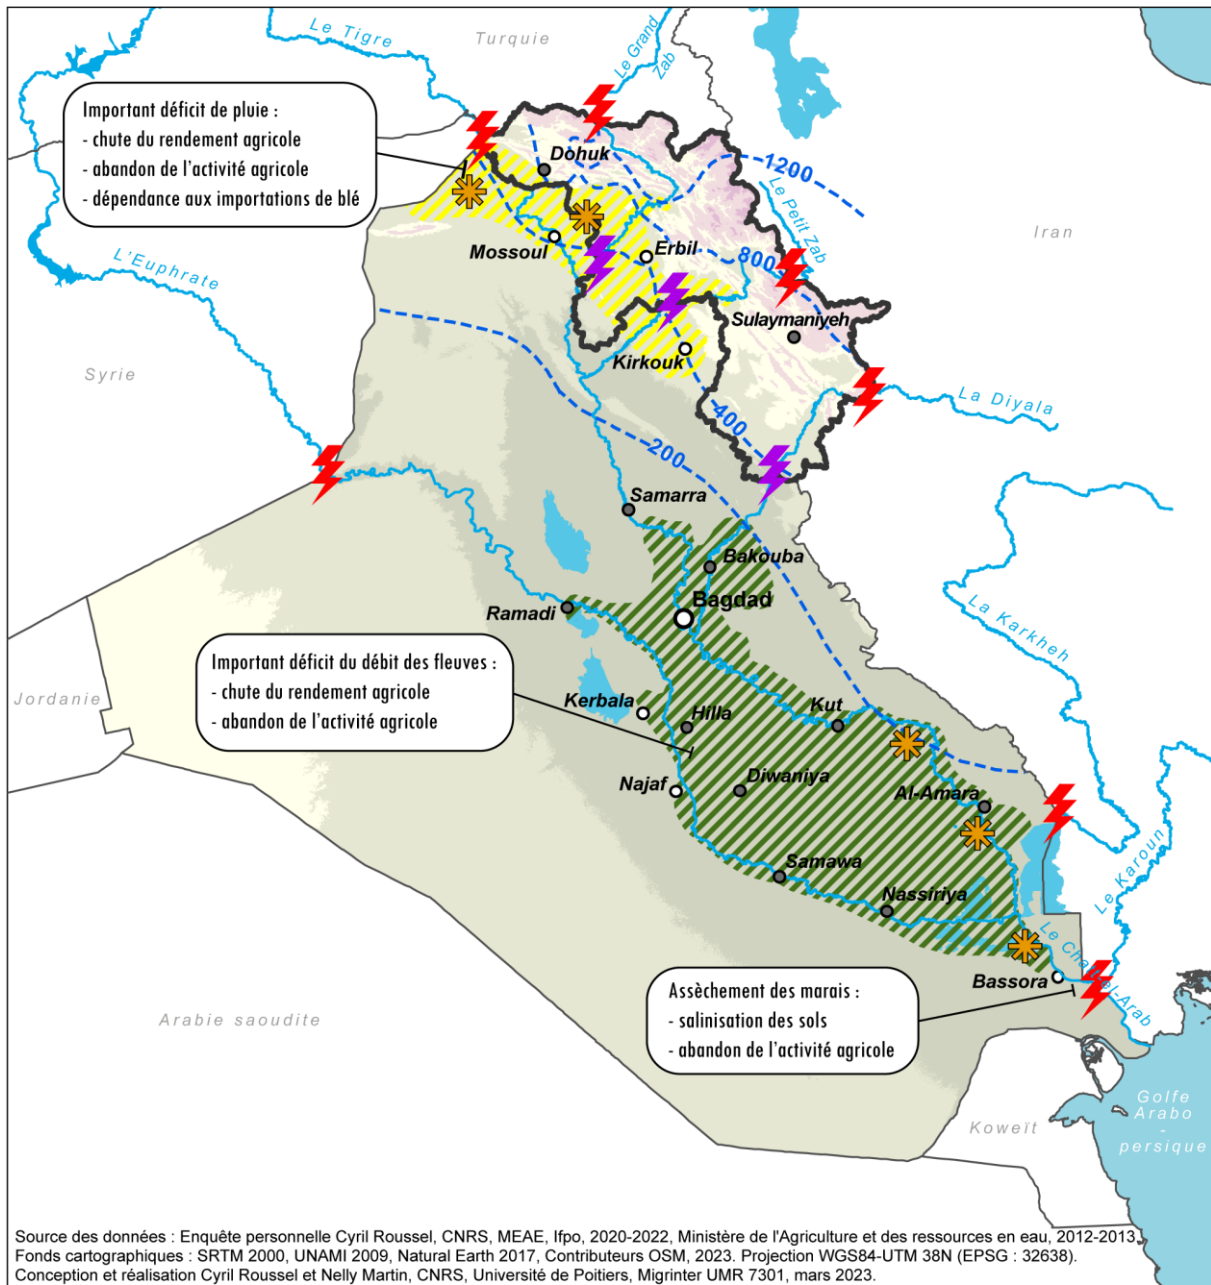 Le Tigre
Turquie
Le Grand
Zab
Important déficit de pluie :
- chute du rendement agricole
- abandon de l'activité agricole
- dépendance aux importations de blé
Dohuk
1200
Le Petit Zab
Iran
Mossoul
Erbil
800
L'Euphrate
Sulaymaniyeh
Kirkouk
Syrie
La Diyala
400
200
Samarra
Bakouba
Bagdad
Ramadi
La Karkheh
Important déficit du débit des fleuves :
- chute du rendement agricole
- abandon de l'activité agricole
Jordanie
Kerbala
Hilla
Kut
Najaf
Diwaniya
Al-Amara
Le Karoun
Samawa
Nassiriya
Le Chatt-el-Arab
Bassora
Assèchement des marais :
- salinisation des sols
- abandon de l'activité agricole
Arabie saoudite
Koweït
Golfe
Arabo
-
persique
Source des données : Enquête personnelle Cyril Roussel, CNRS, MEAE, Ifpo, 2020-2022, Ministère de l'Agriculture et des ressources en eau, 2012-2013.
Fonds cartographiques : SRTM 2000, UNAMI 2009, Natural Earth 2017, Contributeurs OSM, 2023. Projection WGS84-UTM 38N (EPSG : 32638).
Conception et réalisation Cyril Roussel et Nelly Martin, CNRS, Université de Poitiers, Migrinter UMR 7301, mars 2023.